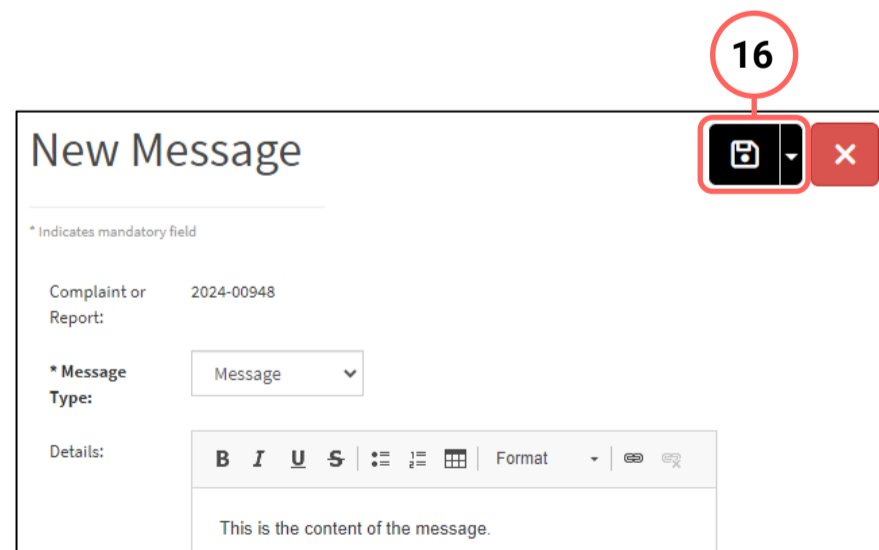 16
New Message
* Indicates mandatory field
Complaint or 2024-00948
Report:
* Message Message
Type:
Details:
B I U S Format
This is the content of the message.